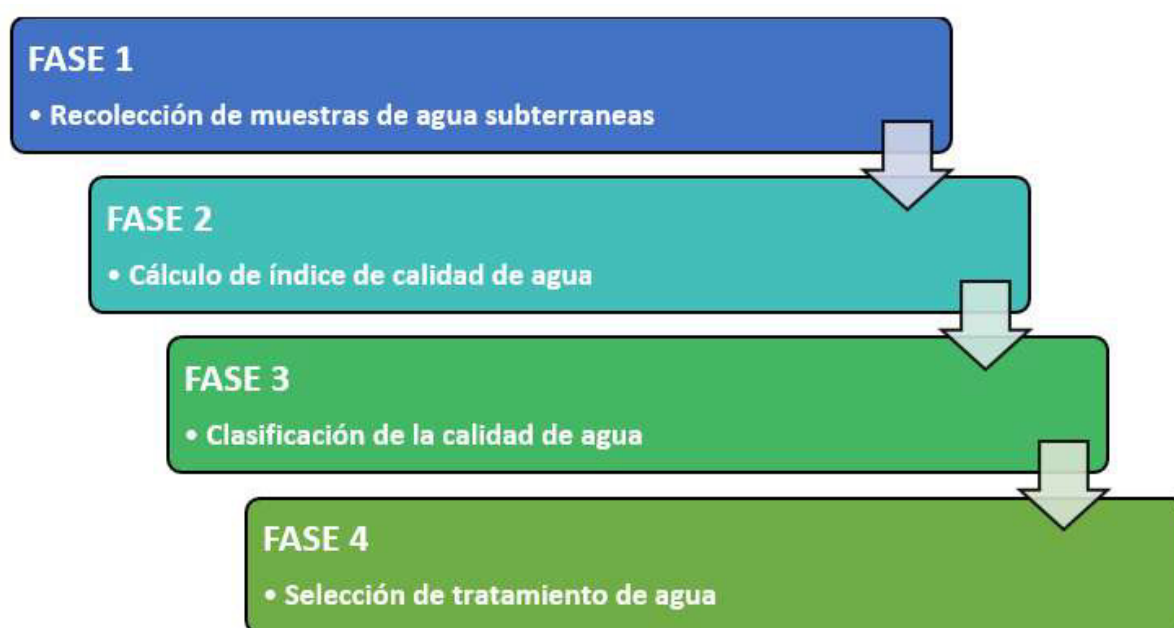 FASE 1
• Recolección de muestras de agua subterraneas
FASE 2
• Cálculo de índice de calidad de agua
FASE 3
• Clasificación de la calidad de agua
FASE 4
• Selección de tratamiento de agua